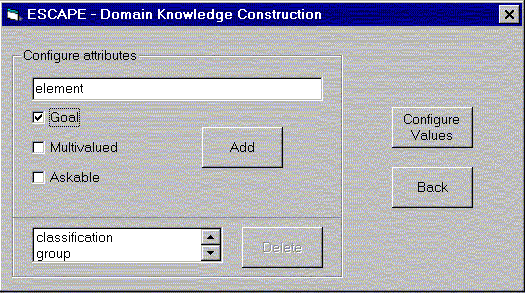 ESCAPE - Domain Knowledge Construction
Configure attributes
element
Goal
Multivalued
Askable
Add
Configure
Values
Back
classification
group
Delete